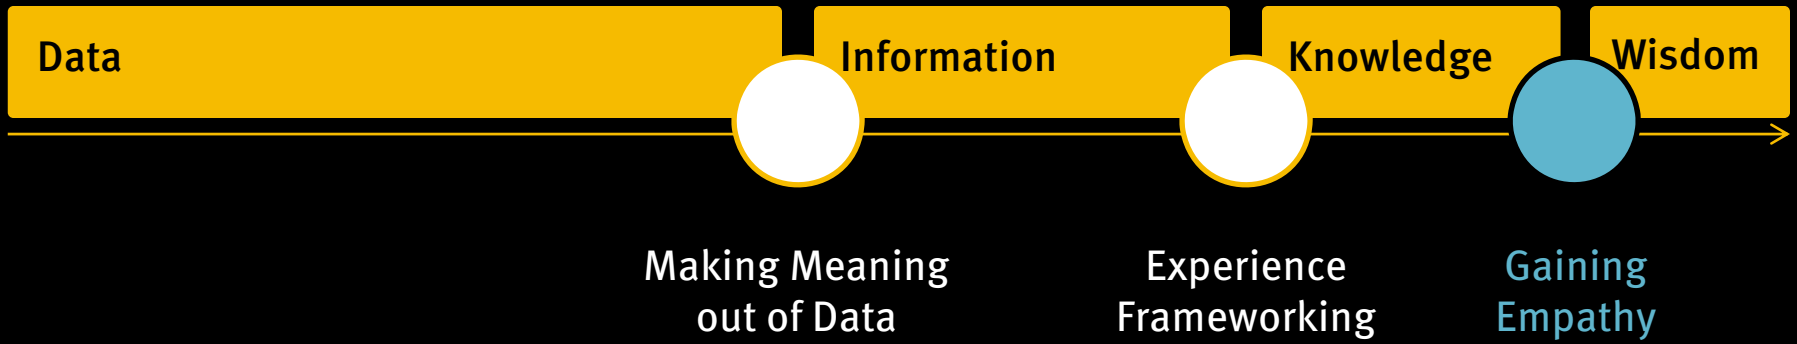 Data
Information
Knowledge
Wisdom
Making Meaning
out of Data
Experience
Frameworking
Gaining
Empathy